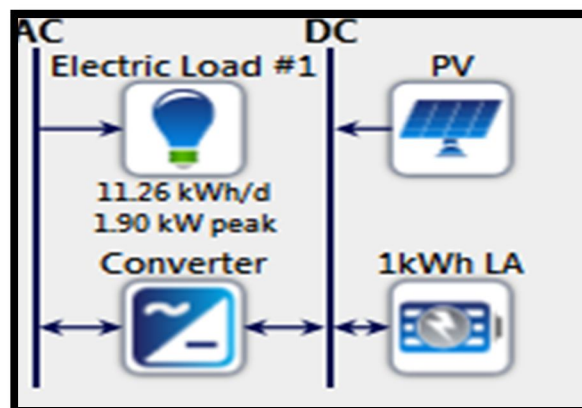 AC DC
Electric Load #1 PV
11.26 kWh/d
1.90 kW peak
Converter 1kWh LA